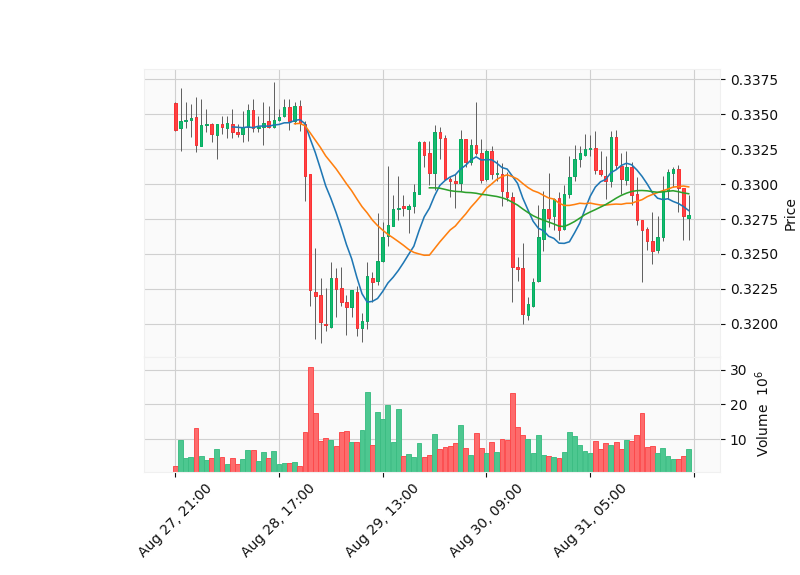 0.3375
0.3350
0.3325
0.3300
0.3275
0.3250
0.3225
0.3200
Price
30
20
10
Volume 10^6
Aug 27, 21:00
Aug 28, 17:00
Aug 29, 13:00
Aug 30, 09:00
Aug 31, 05:00